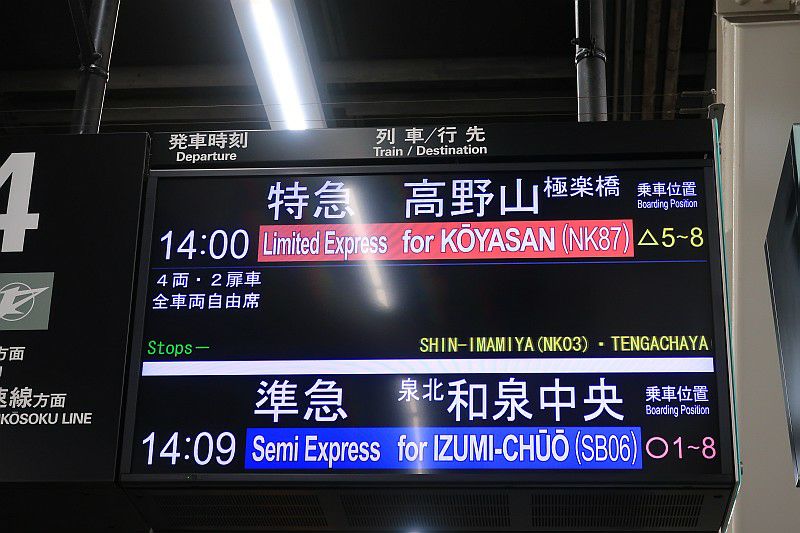 発車時刻 列車/行先
Departure Train / Destination
4
特急 高野山 極楽橋 乗車位置
Boarding Position
14:00 Limited Express for KŌYASAN (NK87) △5~8
4両・2扉車
全車両自由席
方面
Stops— SHIN-IMAMIYA(NK03)・TENGACHAYA
準急 泉北 和泉中央 乗車位置
速線方面
Boarding Position
KŌSOKU LINE
14:09 Semi Express for IZUMI-CHŪŌ (SB06) ○1~8